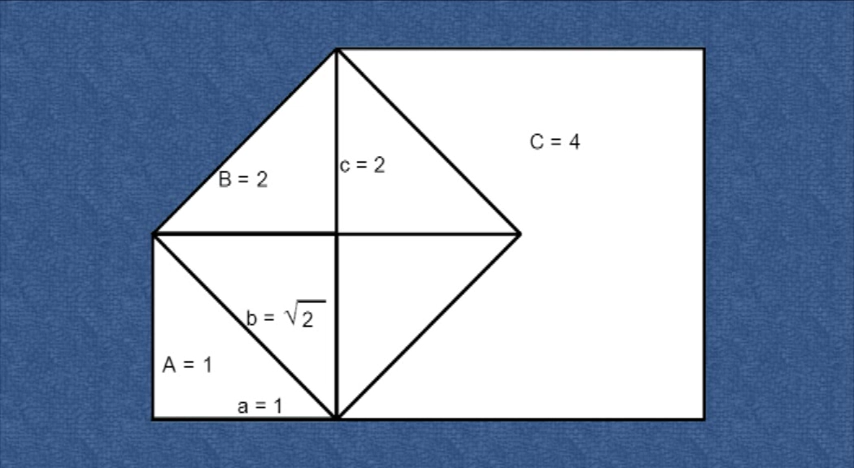 C = 4
c = 2
B = 2
b = √2
A = 1
a = 1